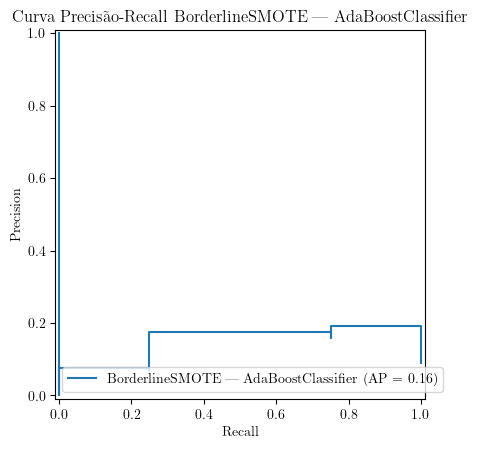 Curva Precisão-Recall BorderlineSMOTE — AdaBoostClassifier
1.0
0.8
0.6
0.4
0.2
0.0
Precision
BorderlineSMOTE — AdaBoostClassifier (AP = 0.16)
0.0 0.2 0.4 0.6 0.8 1.0
Recall